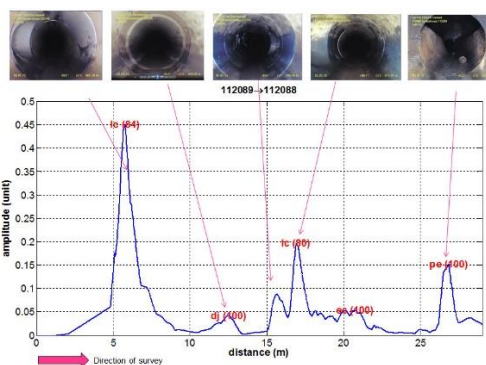 112089→112088
amplitude (unit)
0.5
0.45
0.4
0.35
0.3
0.25
0.2
0.15
0.1
0.05
0
lc (84)
dj (100)
lc (80)
pe (100)
0
5
10
15
20
25
distance (m)
Direction of survey